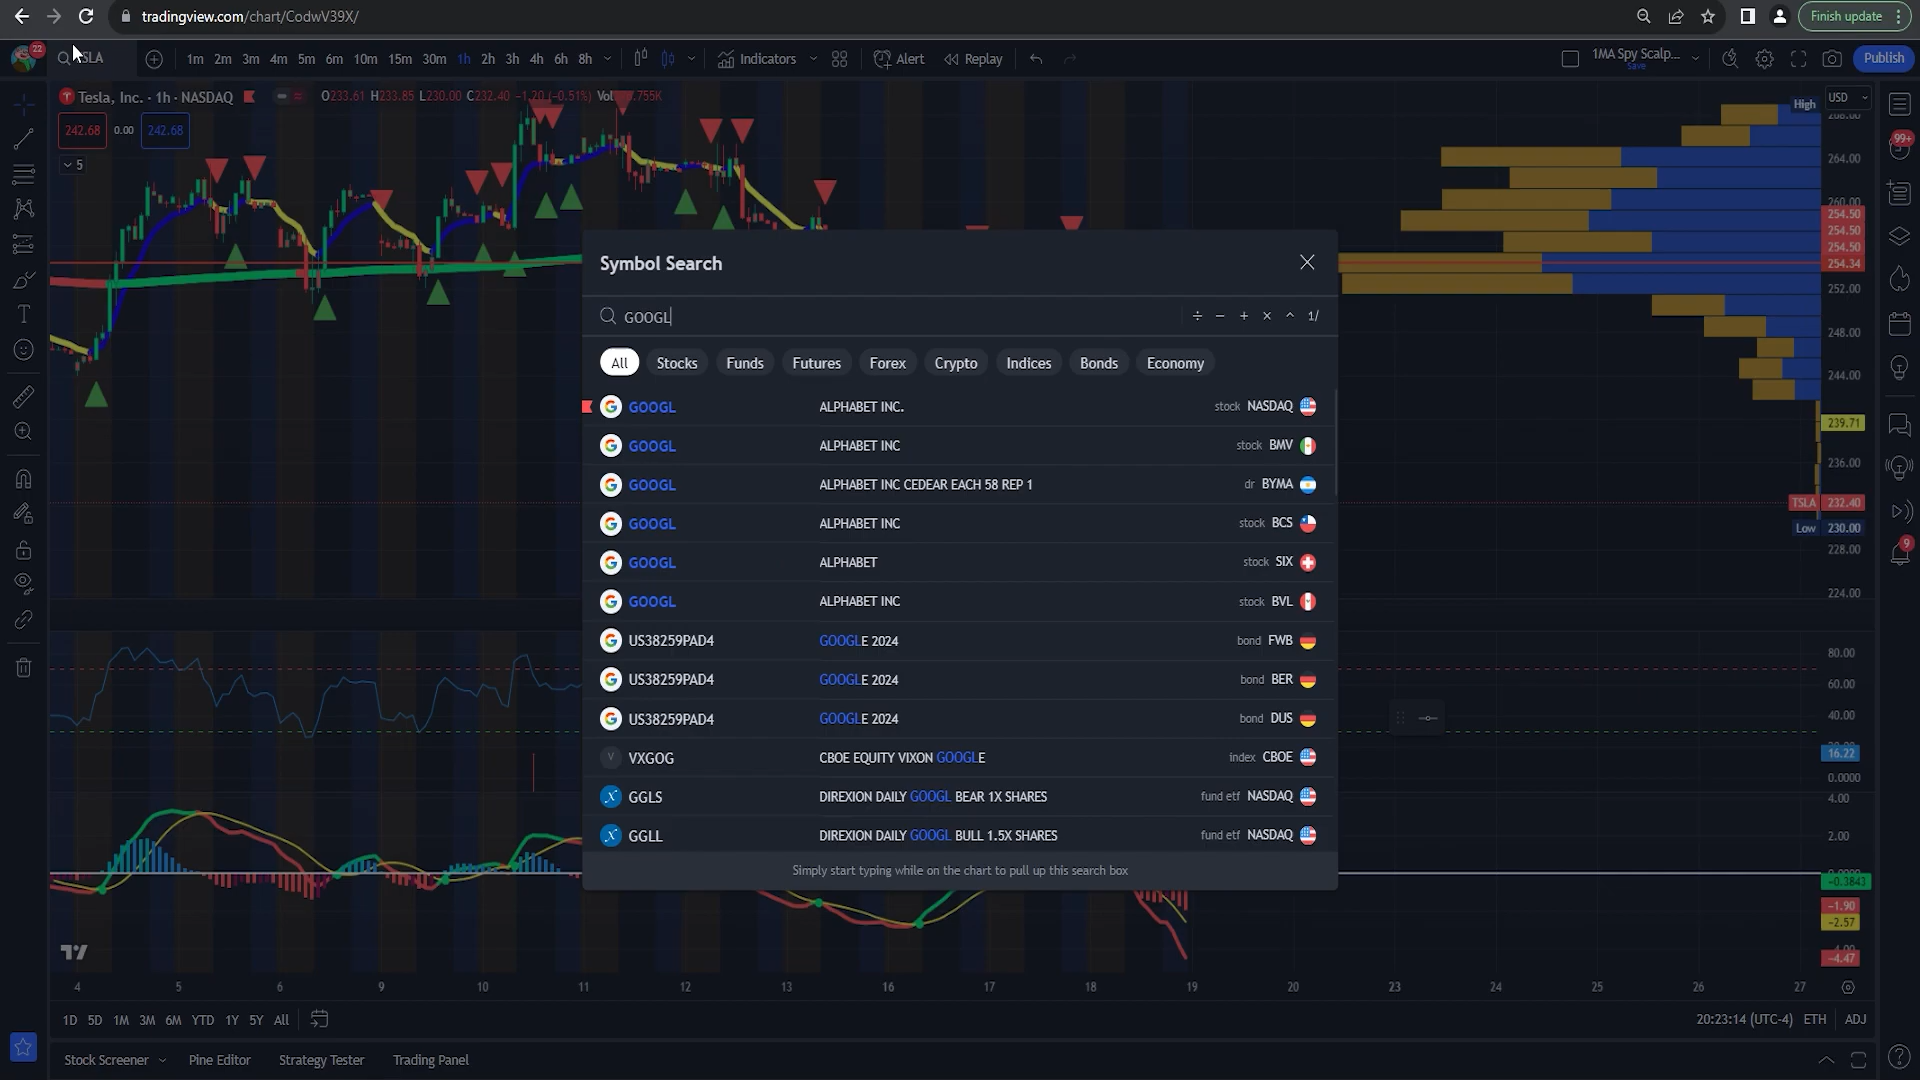 tradingview.com/chart/CodwV39X/
Finish update
22
SLA
1m 2m 3m 4m 5m 6m 10m 15m 30m 1h 2h 3h 4h 6h 8h
Indicators
Alert
Replay
1MA Spy Scalp...
Save
Publish
Tesla, Inc. · 1h · NASDAQ
O233.61 H233.85 L230.00 C232.40 −1.20 (−0.51%) Vol
.755K
242.68 0.00 242.68
5
High
USD
268.00
99+
264.00
260.00
254.50
254.50
254.50
254.34
252.00
248.00
244.00
239.71
236.00
TSLA 232.40
Low 230.00
228.00
9
224.00
Symbol Search
GOOGL
÷ − + × ^ 1/
All Stocks Funds Futures Forex Crypto Indices Bonds Economy
GOOGL ALPHABET INC. stock NASDAQ
GOOGL ALPHABET INC stock BMV
GOOGL ALPHABET INC CEDEAR EACH 58 REP 1 dr BYMA
GOOGL ALPHABET INC stock BCS
GOOGL ALPHABET stock SIX
GOOGL ALPHABET INC stock BVL
US38259PAD4 GOOGLE 2024 bond FWB
US38259PAD4 GOOGLE 2024 bond BER
US38259PAD4 GOOGLE 2024 bond DUS
V VXGOG CBOE EQUITY VIXON GOOGLE index CBOE
GGLS DIREXION DAILY GOOGL BEAR 1X SHARES fund etf NASDAQ
GGLL DIREXION DAILY GOOGL BULL 1.5X SHARES fund etf NASDAQ
Simply start typing while on the chart to pull up this search box
80.00
60.00
40.00
16.22
0.0000
4.00
2.00
−0.3843
−1.90
−2.57
−4.47
4 5 6 9 10 11 12 13 16 17 18 19 20 23 24 25 26 27
1D 5D 1M 3M 6M YTD 1Y 5Y All
20:23:14 (UTC-4) ETH ADJ
Stock Screener Pine Editor Strategy Tester Trading Panel